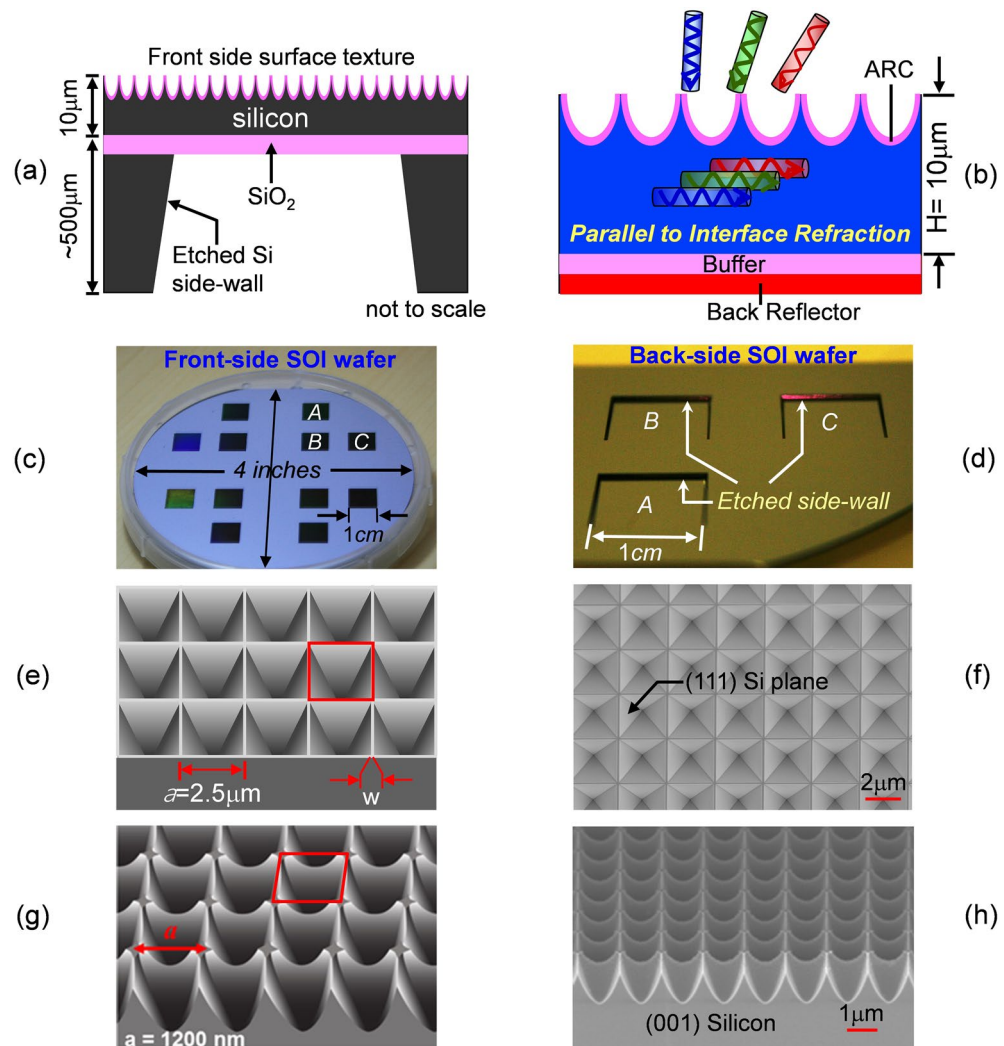 (a)
Front side surface texture
10μm
silicon
~500μm
SiO₂
Etched Si
side-wall
not to scale
(b)
ARC
H= 10μm
Parallel to Interface Refraction
Buffer
Back Reflector
(c)
Front-side SOI wafer
A
B
C
4 inches
1cm
(d)
Back-side SOI wafer
B
C
A
Etched side-wall
1cm
(e)
a=2.5μm
w
(f)
(111) Si plane
2μm
(g)
a
a = 1200 nm
(h)
(001) Silicon
1μm